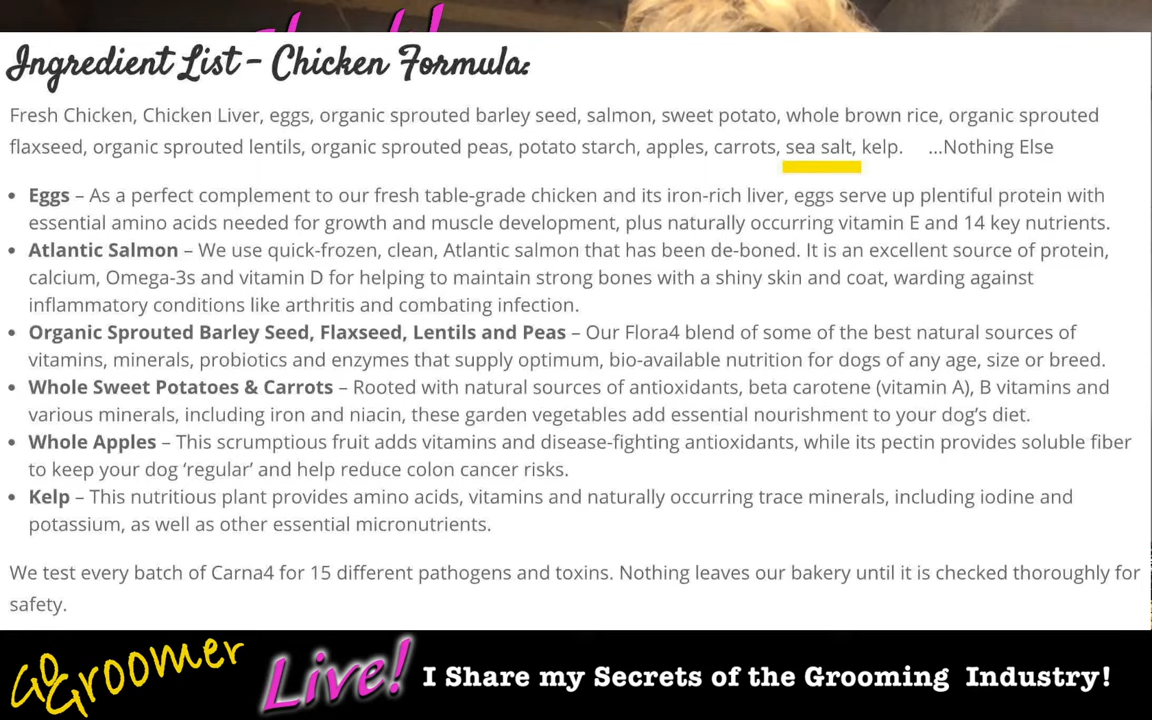 Ingredient List - Chicken Formula:
Fresh Chicken, Chicken Liver, eggs, organic sprouted barley seed, salmon, sweet potato, whole brown rice, organic sprouted
flaxseed, organic sprouted lentils, organic sprouted peas, potato starch, apples, carrots, sea salt, kelp. ...Nothing Else
• Eggs – As a perfect complement to our fresh table-grade chicken and its iron-rich liver, eggs serve up plentiful protein with
essential amino acids needed for growth and muscle development, plus naturally occurring vitamin E and 14 key nutrients.
• Atlantic Salmon – We use quick-frozen, clean, Atlantic salmon that has been de-boned. It is an excellent source of protein,
calcium, Omega-3s and vitamin D for helping to maintain strong bones with a shiny skin and coat, warding against
inflammatory conditions like arthritis and combating infection.
• Organic Sprouted Barley Seed, Flaxseed, Lentils and Peas – Our Flora4 blend of some of the best natural sources of
vitamins, minerals, probiotics and enzymes that supply optimum, bio-available nutrition for dogs of any age, size or breed.
• Whole Sweet Potatoes & Carrots – Rooted with natural sources of antioxidants, beta carotene (vitamin A), B vitamins and
various minerals, including iron and niacin, these garden vegetables add essential nourishment to your dog’s diet.
• Whole Apples – This scrumptious fruit adds vitamins and disease-fighting antioxidants, while its pectin provides soluble fiber
to keep your dog ‘regular’ and help reduce colon cancer risks.
• Kelp – This nutritious plant provides amino acids, vitamins and naturally occurring trace minerals, including iodine and
potassium, as well as other essential micronutrients.
We test every batch of Carna4 for 15 different pathogens and toxins. Nothing leaves our bakery until it is checked thoroughly for
safety.
Go Groomer Live! I Share my Secrets of the Grooming Industry!